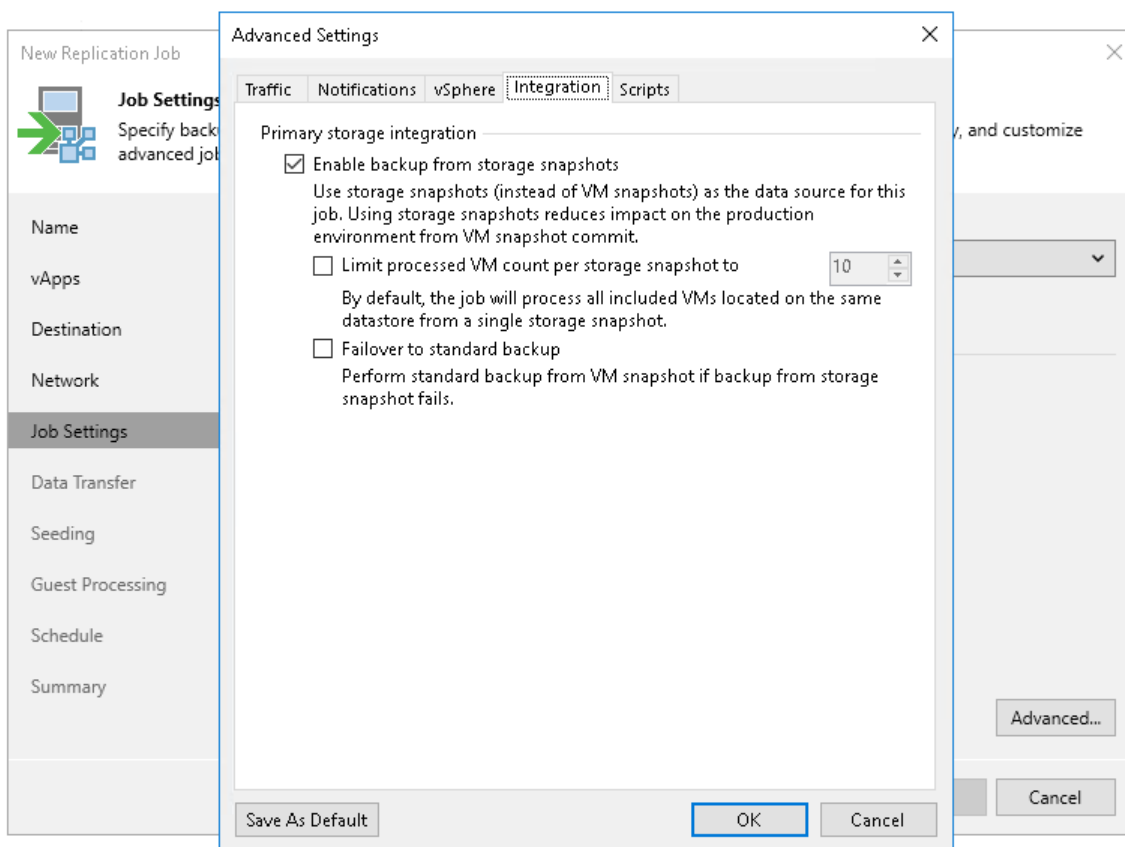 Advanced Settings
New Replication Job
Job Settings
Specify back
y, and customize
advanced job
Name
vApps
Destination
Network
Job Settings
Data Transfer
Seeding
Guest Processing
Schedule
Summary
Traffic
Notifications
vSphere
Integration
Scripts
Primary storage integration
Enable backup from storage snapshots
Use storage snapshots (instead of VM snapshots) as the data source for this
job. Using storage snapshots reduces impact on the production
environment from VM snapshot commit.
Limit processed VM count per storage snapshot to
10
By default, the job will process all included VMs located on the same
datastore from a single storage snapshot.
Failover to standard backup
Perform standard backup from VM snapshot if backup from storage
snapshot fails.
Advanced...
Cancel
Save As Default
OK
Cancel